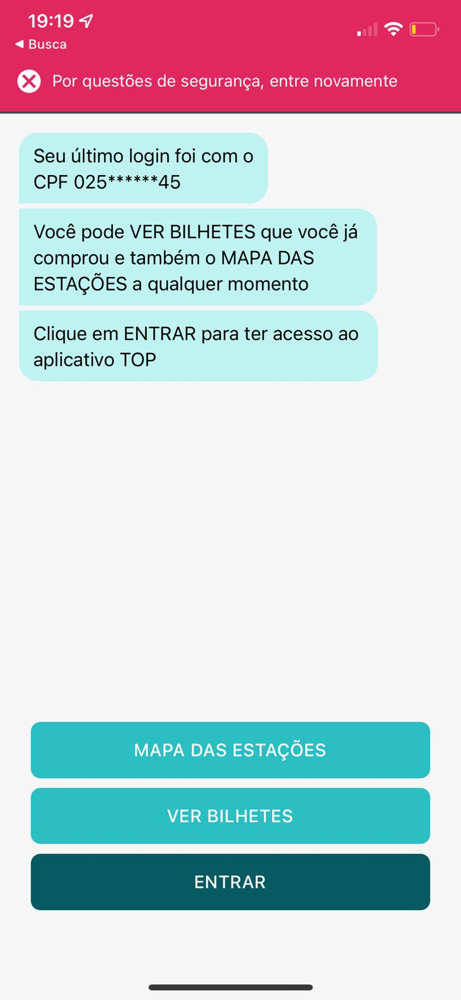 19:19
Busca
Por questões de segurança, entre novamente
Seu último login foi com o
CPF 025******45
Você pode VER BILHETES que você já
comprou e também o MAPA DAS
ESTAÇÕES a qualquer momento
Clique em ENTRAR para ter acesso ao
aplicativo TOP
MAPA DAS ESTAÇÕES
VER BILHETES
ENTRAR